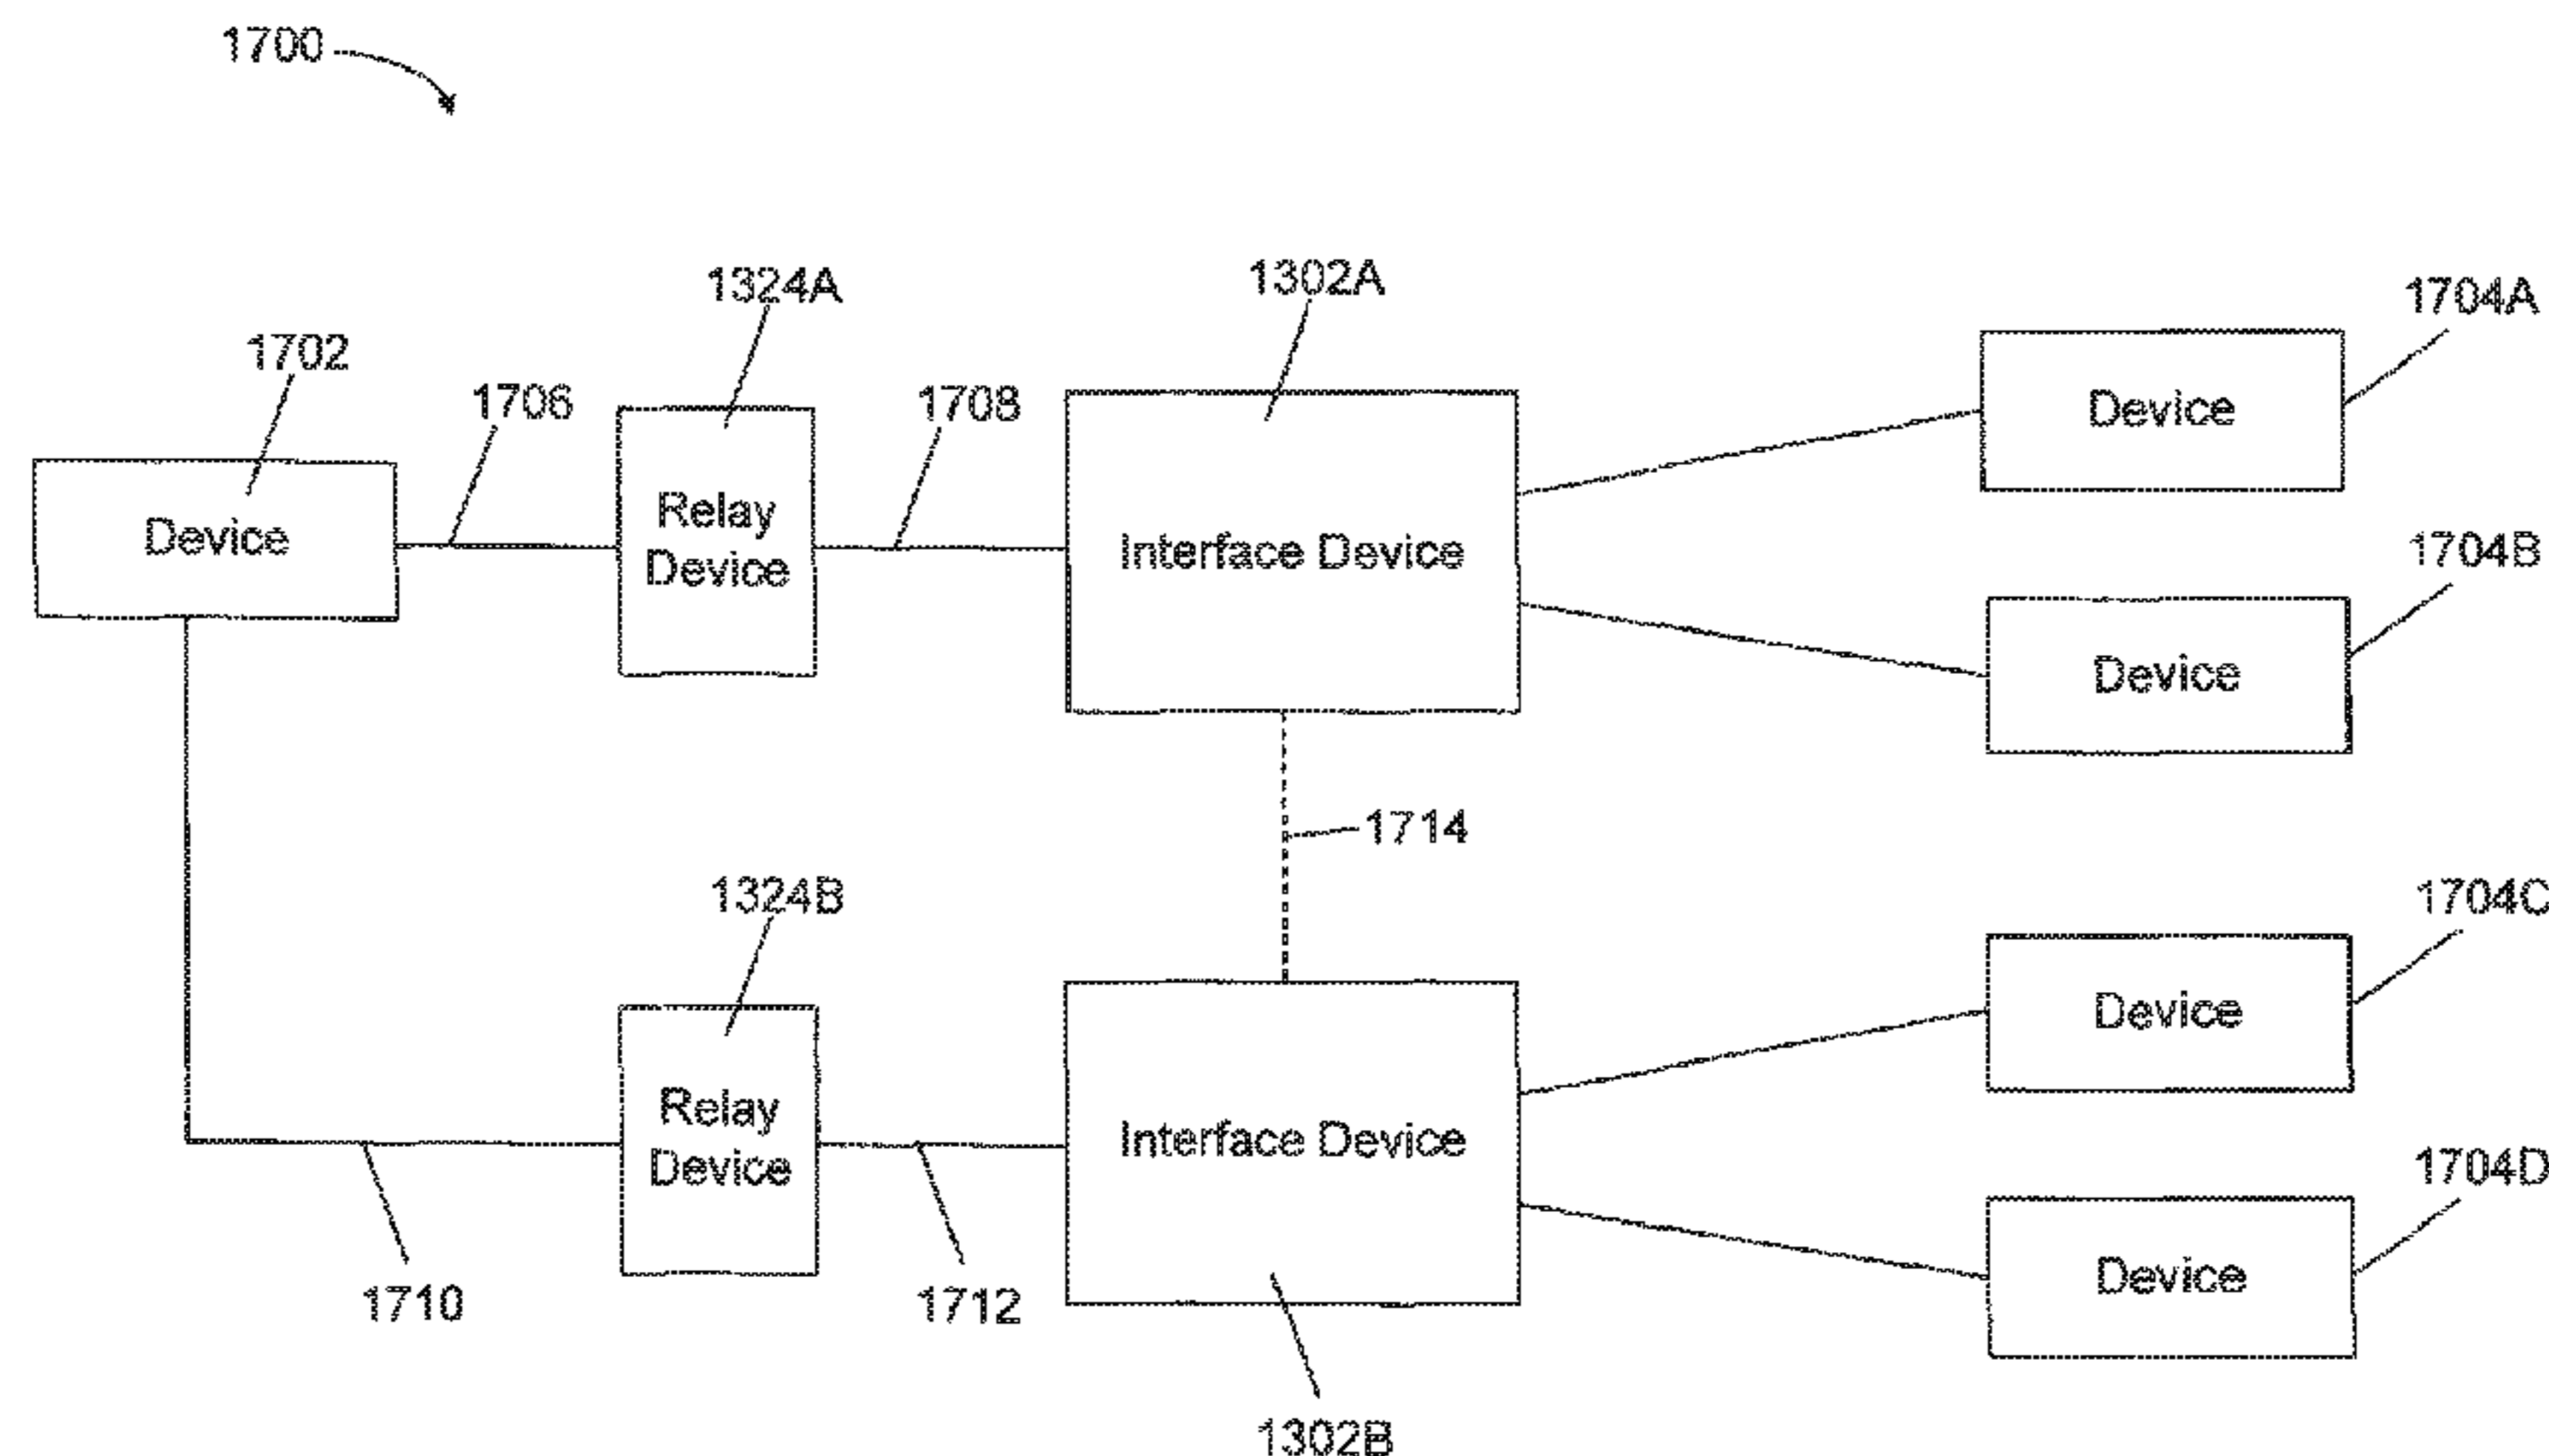 1700
1324A
1302A
1704A
1702
1706
1708
Device
Relay
Device
Device
Interface Device
1704B
Device
1714
1324B
1704C
Device
Relay
Device
Interface Device
1704D
Device
1710
1712
1302B